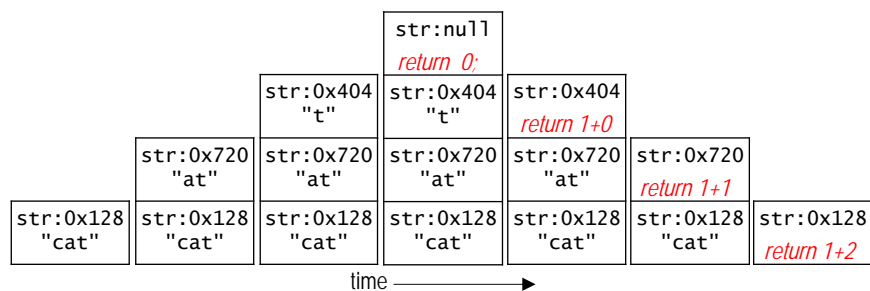 str:null
return 0;
str:0x404 str:0x404 str:0x404
"t" "t" return 1+0
str:0x720 str:0x720 str:0x720 str:0x720 str:0x720
"at" "at" "at" "at" return 1+1
str:0x128 str:0x128 str:0x128 str:0x128 str:0x128 str:0x128 str:0x128
"cat" "cat" "cat" "cat" "cat" "cat" return 1+2
time